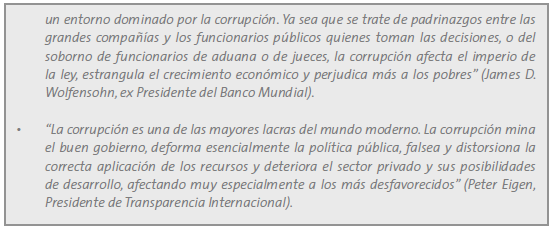 un entorno dominado por la corrupción. Ya sea que se trate de padrinazgos entre las
grandes compañías y los funcionarios públicos quienes toman las decisiones, o del
soborno de funcionarios de aduana o de jueces, la corrupción afecta el imperio de
la ley, estrangula el crecimiento económico y perjudica más a los pobres” (James D.
Wolfensohn, ex Presidente del Banco Mundial).
• “La corrupción es una de las mayores lacras del mundo moderno. La corrupción mina
el buen gobierno, deforma esencialmente la política pública, falsea y distorsiona la
correcta aplicación de los recursos y deteriora el sector privado y sus posibilidades
de desarrollo, afectando muy especialmente a los más desfavorecidos” (Peter Eigen,
Presidente de Transparencia Internacional).